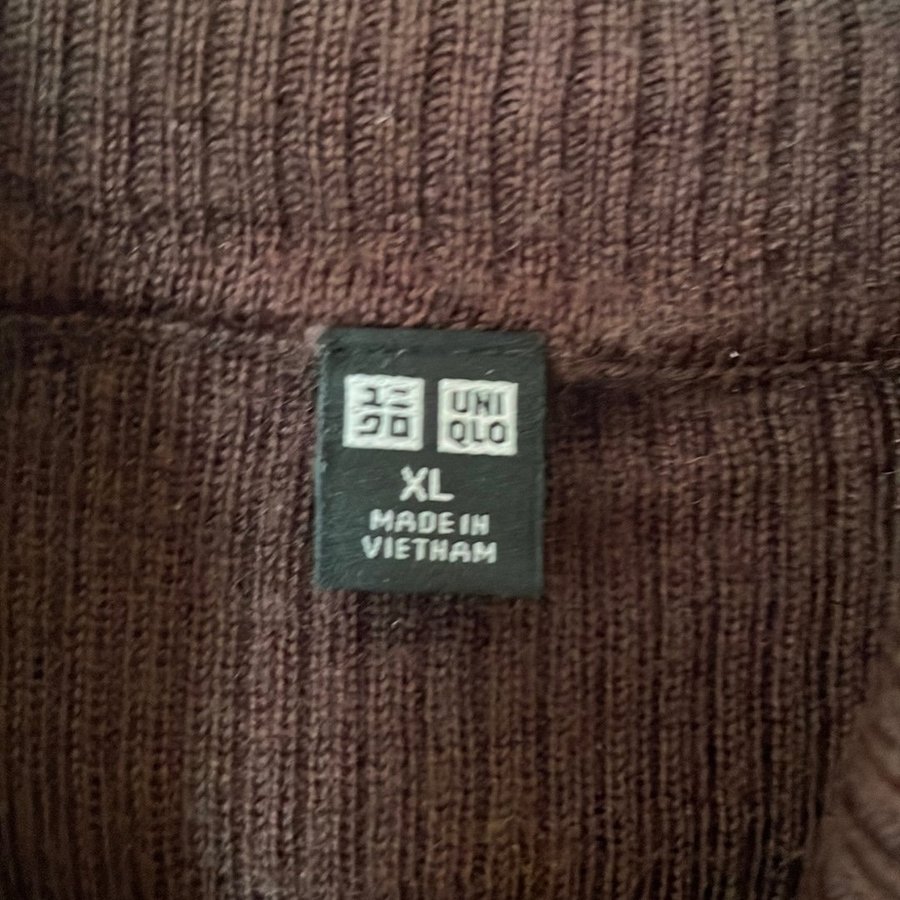 ユニ
クロ
UNI
QLO
XL
MADE IN
VIETNAM